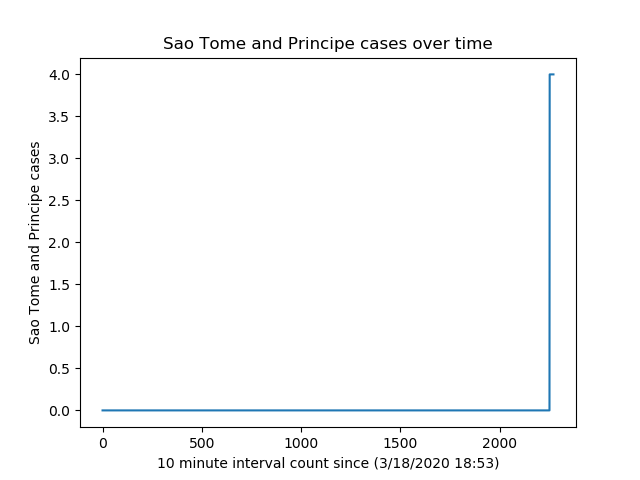 Sao Tome and Principe cases over time
4.0
3.5
3.0
2.5
2.0
1.5
1.0
0.5
0.0
Sao Tome and Principe cases
0 500 1000 1500 2000
10 minute interval count since (3/18/2020 18:53)